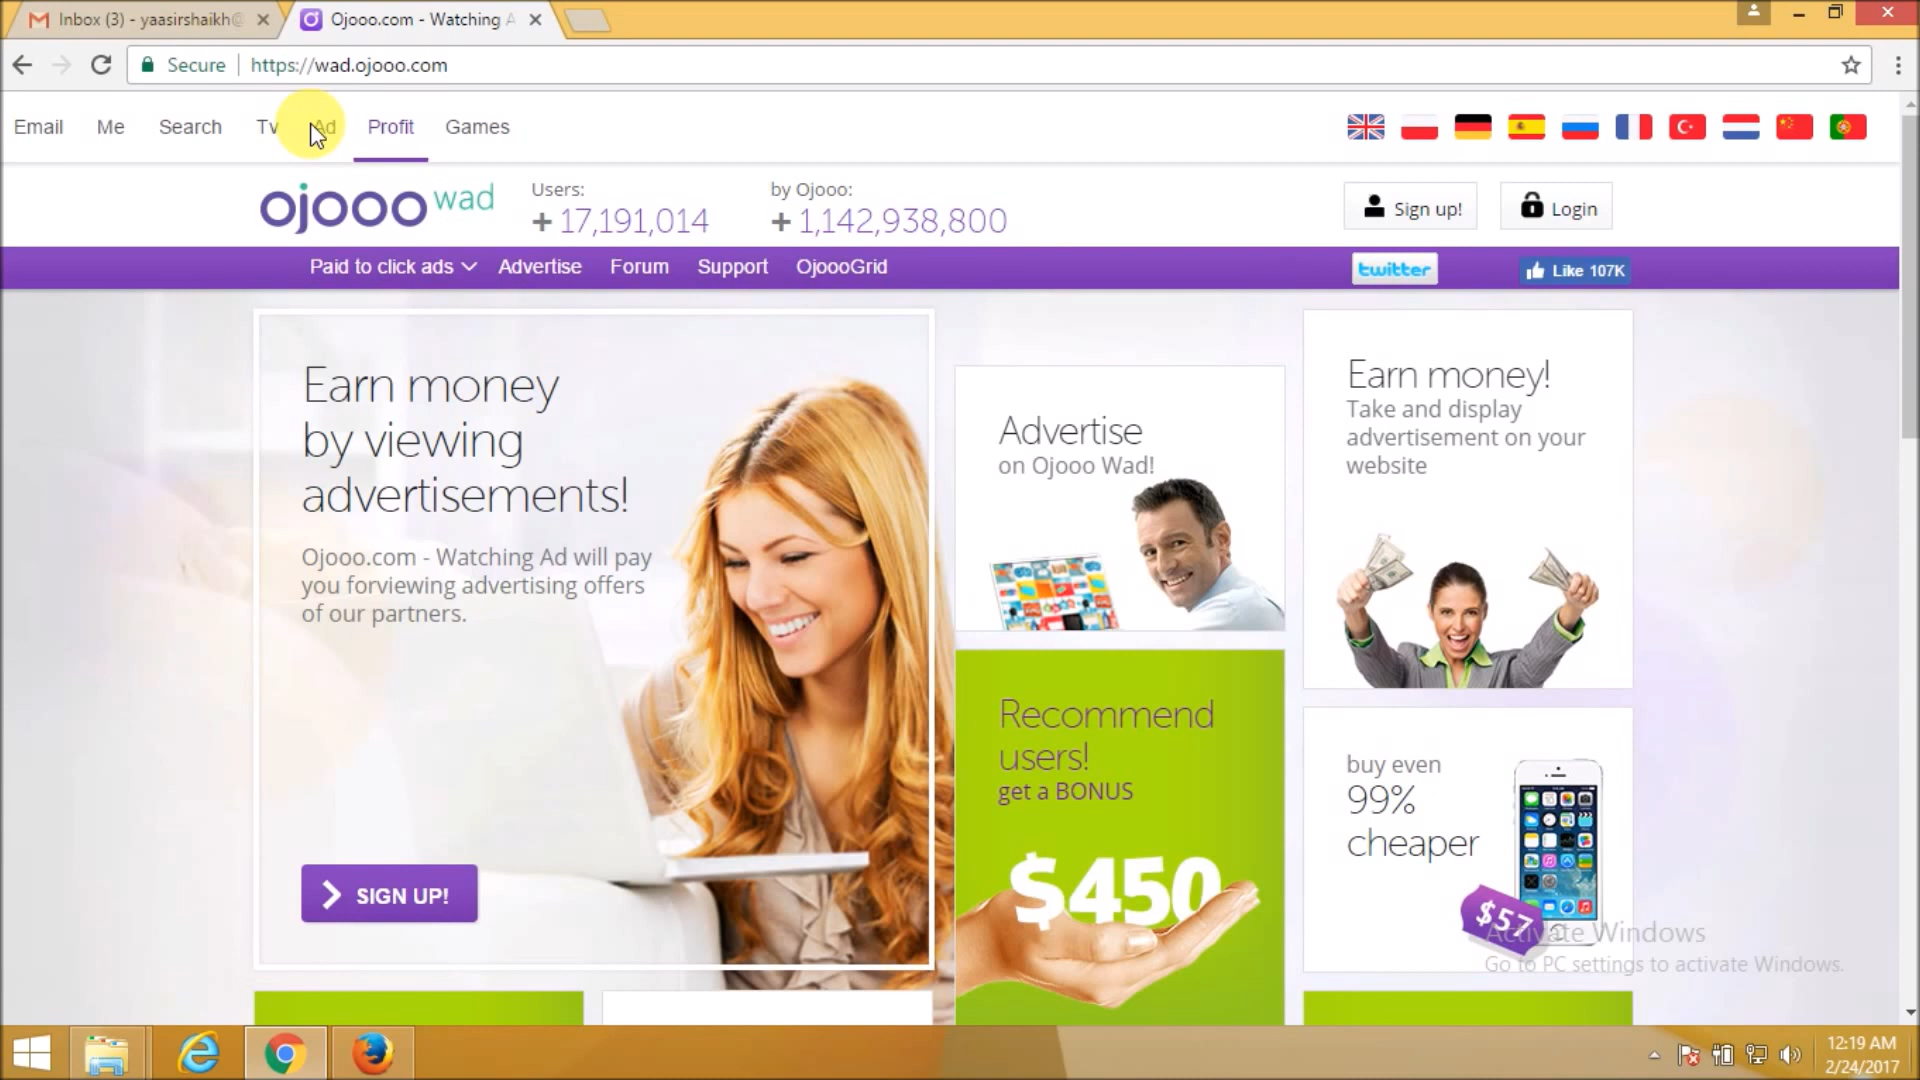 Inbox (3) - yaasirshaikh@
Ojooo.com - Watching A
Secure
https://wad.ojooo.com
Email
Me
Search
Tv
Ad
Profit
Games
ojooo wad
Users:
+ 17,191,014
by Ojooo:
+ 1,142,938,800
Sign up!
Login
Paid to click ads
Advertise
Forum
Support
OjoooGrid
twitter
Like 107K
Earn money
by viewing
advertisements!
Ojooo.com - Watching Ad will pay
you forviewing advertising offers
of our partners.
SIGN UP!
Advertise
on Ojooo Wad!
Recommend
users!
get a BONUS
$450
Earn money!
Take and display
advertisement on your
website
buy even
99%
cheaper
$57
Activate Windows
Go to PC settings to activate Windows.
12:19 AM
2/24/2017